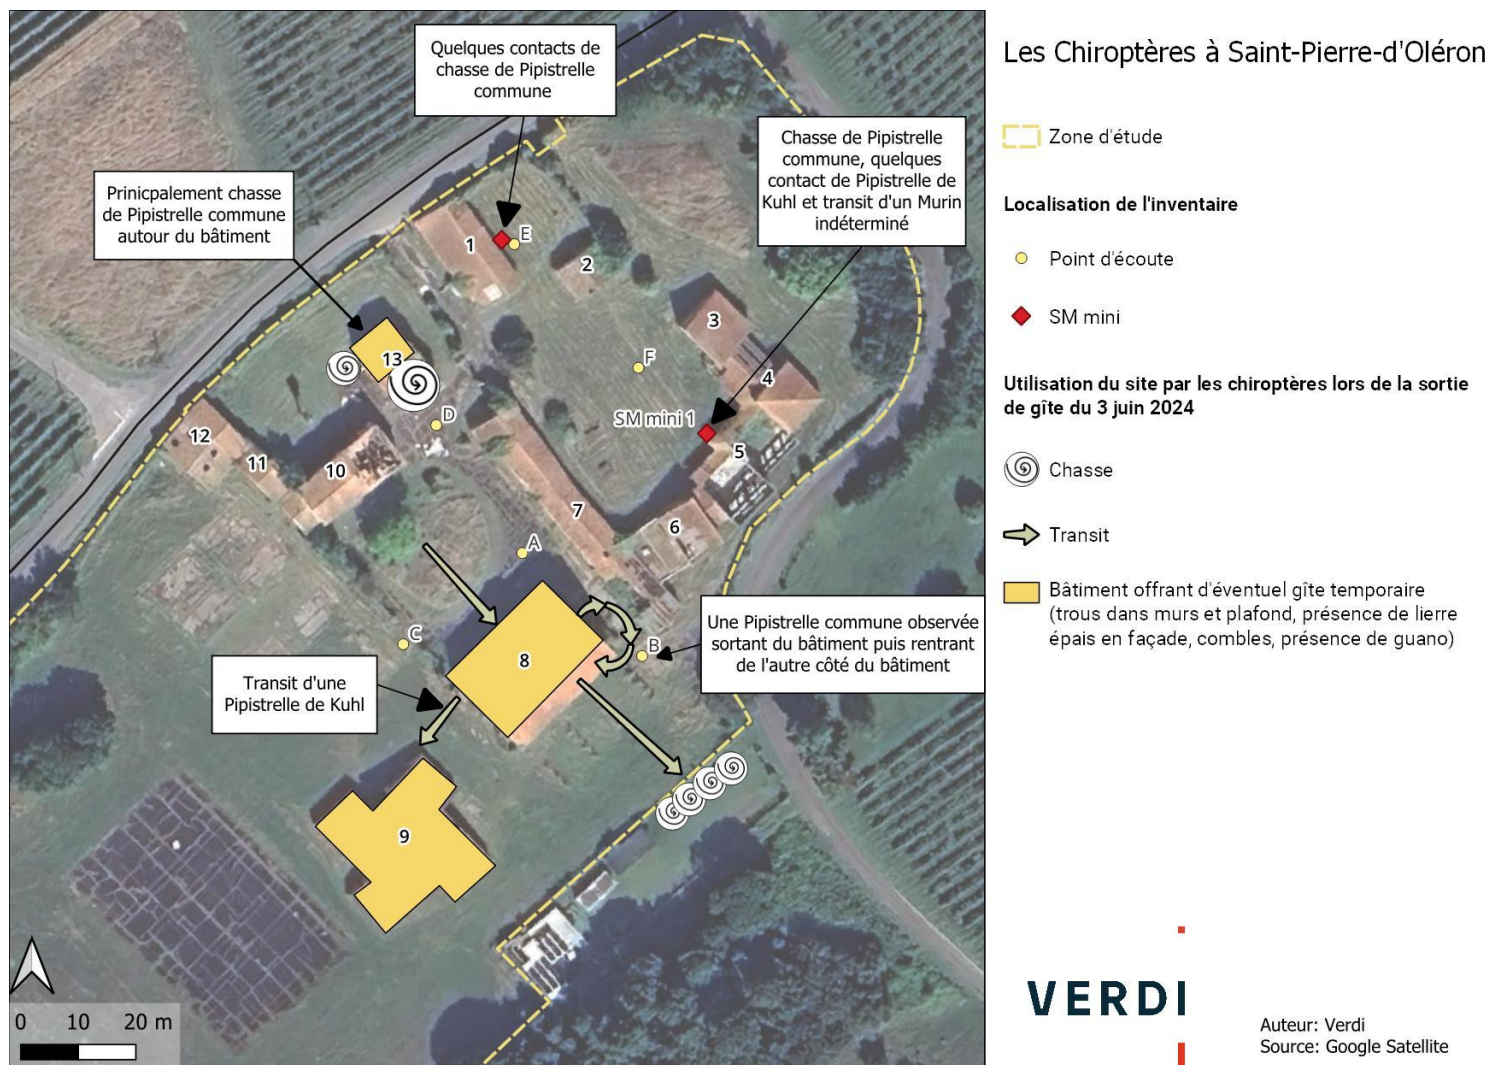 Les Chiroptères à Saint-Pierre-d'Oléron
Zone d'étude
Localisation de l'inventaire
Point d'écoute
SM mini
Utilisation du site par les chiroptères lors de la sortie
de gîte du 3 juin 2024
Chasse
Transit
Bâtiment offrant d'éventuel gîte temporaire
(trous dans murs et plafond, présence de lierre
épais en façade, combles, présence de guano)
Quelques contacts de
chasse de Pipistrelle
commune
Chasse de Pipistrelle
commune, quelques
contact de Pipistrelle de
Kuhl et transit d'un Murin
indéterminé
Prinicpalement chasse
de Pipistrelle commune
autour du bâtiment
1
E
2
3
13
F
4
D
SM mini 1
12
11
10
5
7
6
A
C
8
B
Une Pipistrelle commune observée
sortant du bâtiment puis rentrant
de l'autre côté du bâtiment
Transit d'une
Pipistrelle de Kuhl
9
0 10 20 m
VERDI
Auteur: Verdi
Source: Google Satellite